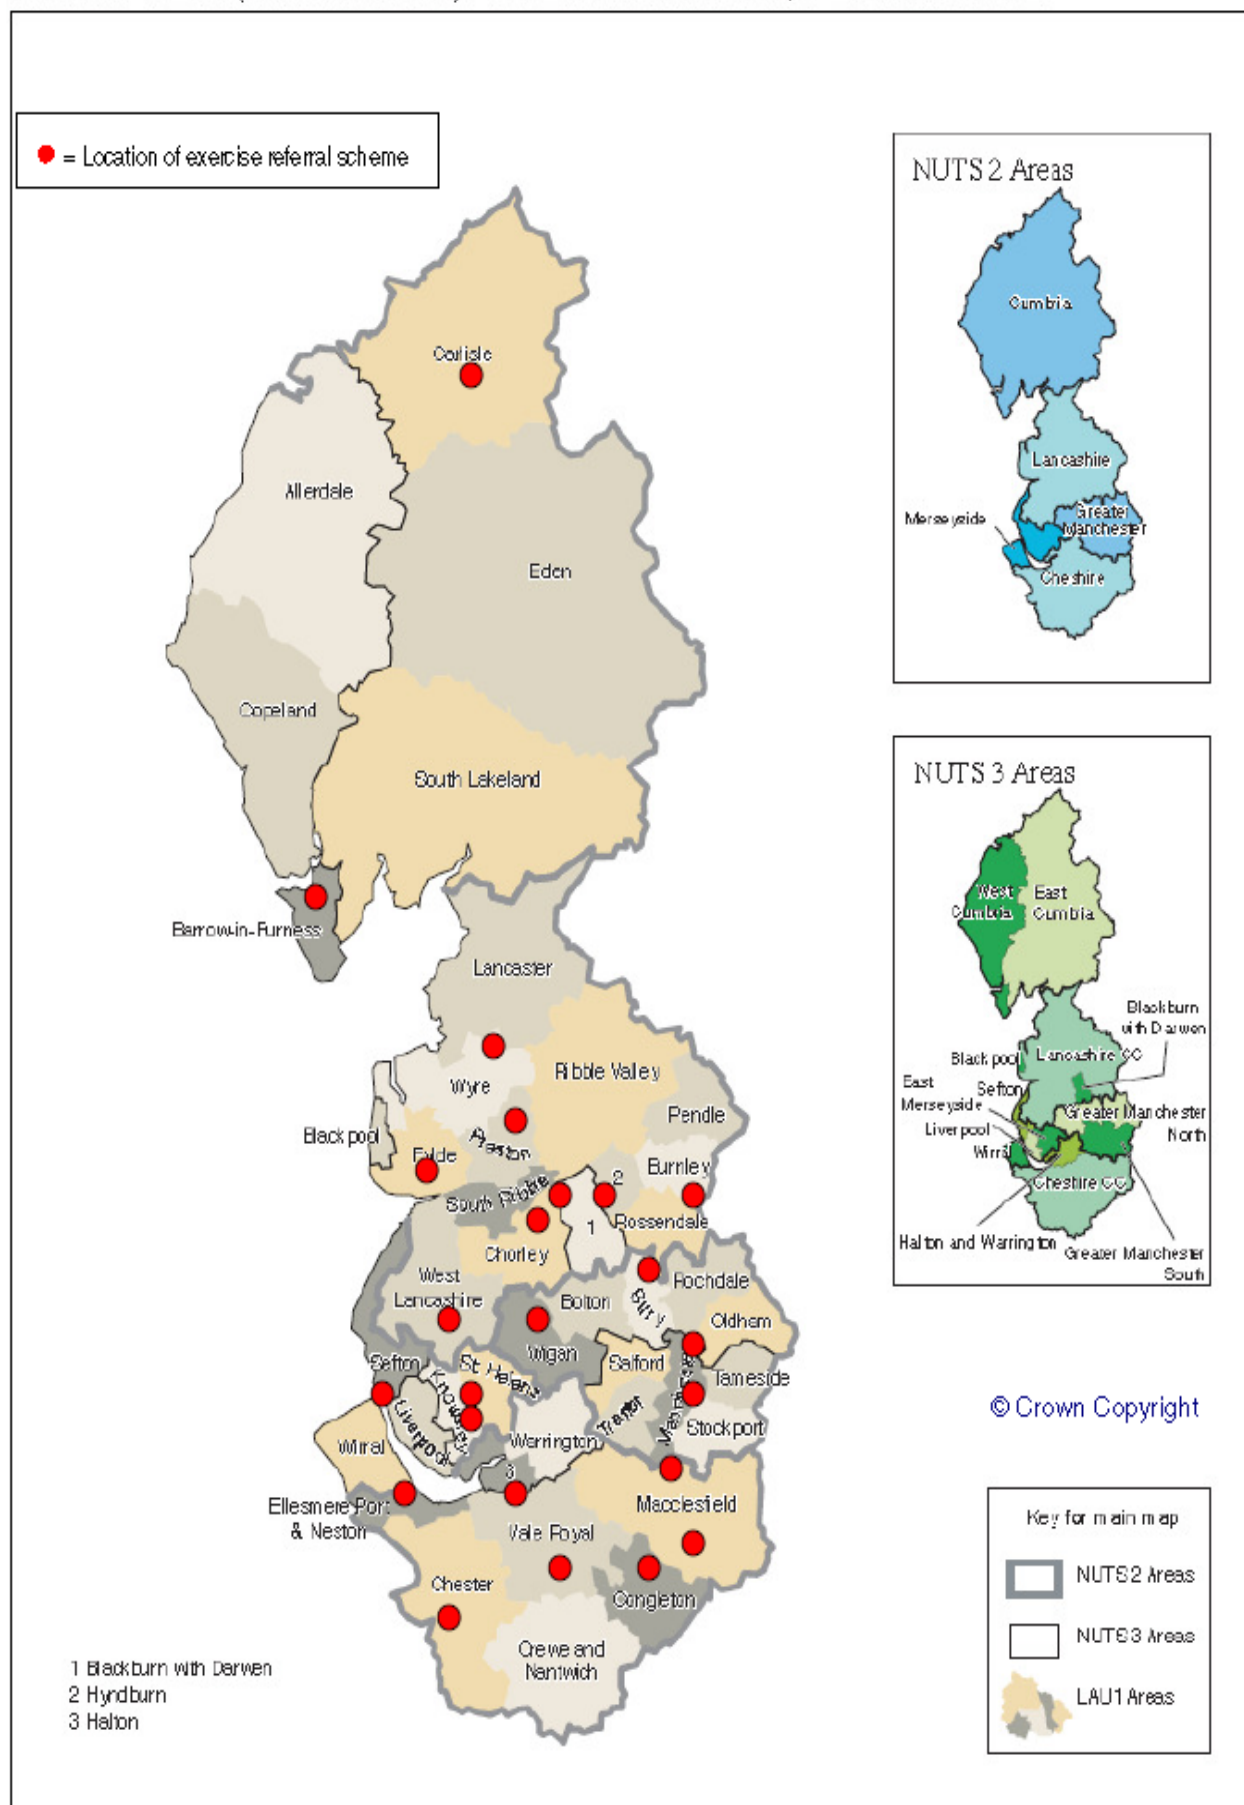 = Location of exercise referral scheme
Carlisle
Allerdale
Eden
Copeland
South Lakeland
Barrow-in-Furness
Lancaster
Ribble Valley
Wyre
Pendle
Blackpool
Preston
Fylde
Burnley
2
South Ribble
1
Rossendale
Chorley
West
Lancashire
Bolton
Bury
Rochdale
Oldham
Wigan
Sefton
St Helens
Salford
Tameside
Knowsley
Liverpool
Trafford
Manchester
Stockport
Wirral
Warrington
3
Ellesmere Port
& Neston
Macclesfield
Vale Royal
Chester
Congleton
Crewe and
Nantwich
1 Blackburn with Darwen
2 Hyndburn
3 Halton
NUTS 2 Areas
Cumbria
Lancashire
Merseyside
Greater
Manchester
Cheshire
NUTS 3 Areas
West
Cumbria
East
Cumbria
Blackburn
with Darwen
Blackpool
Lancashire CC
East
Merseyside
Sefton
Greater Manchester
North
Liverpool
Wirral
Cheshire CC
Halton and Warrington
Greater Manchester
South
© Crown Copyright
Key for main map
NUTS2 Areas
NUTS3 Areas
LAU1 Areas